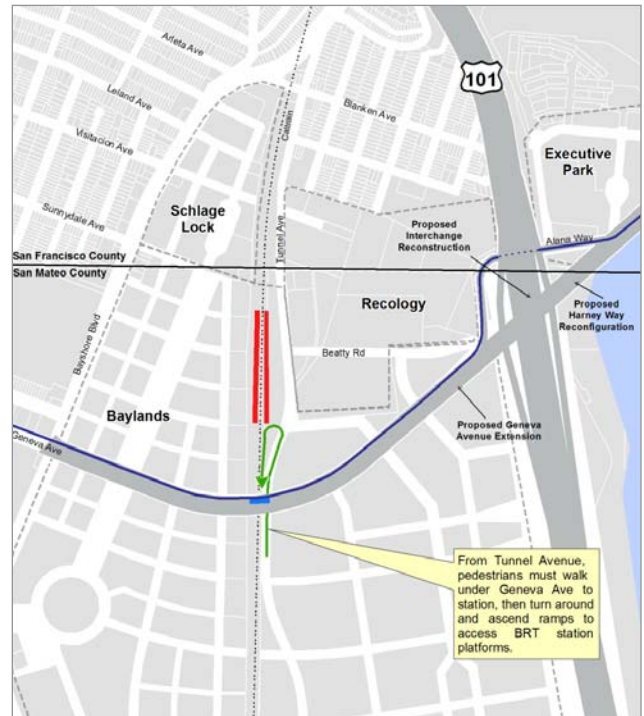 Arleta Ave
Leland Ave
Visitacion Ave
Sunnydale Ave
Blanken Ave
Caltrain
Tunnel Ave
101
Executive
Park
Schlage
Lock
Proposed
Interchange
Reconstruction
Alana Way
San Francisco County
San Mateo County
Recology
Proposed
Harney Way
Reconfiguration
Bayshore Blvd
Beatty Rd
Baylands
Proposed Geneva
Avenue Extension
Geneva Ave
From Tunnel Avenue,
pedestrians must walk
under Geneva Ave to
station, then turn around
and ascend ramps to
access BRT station
platforms.